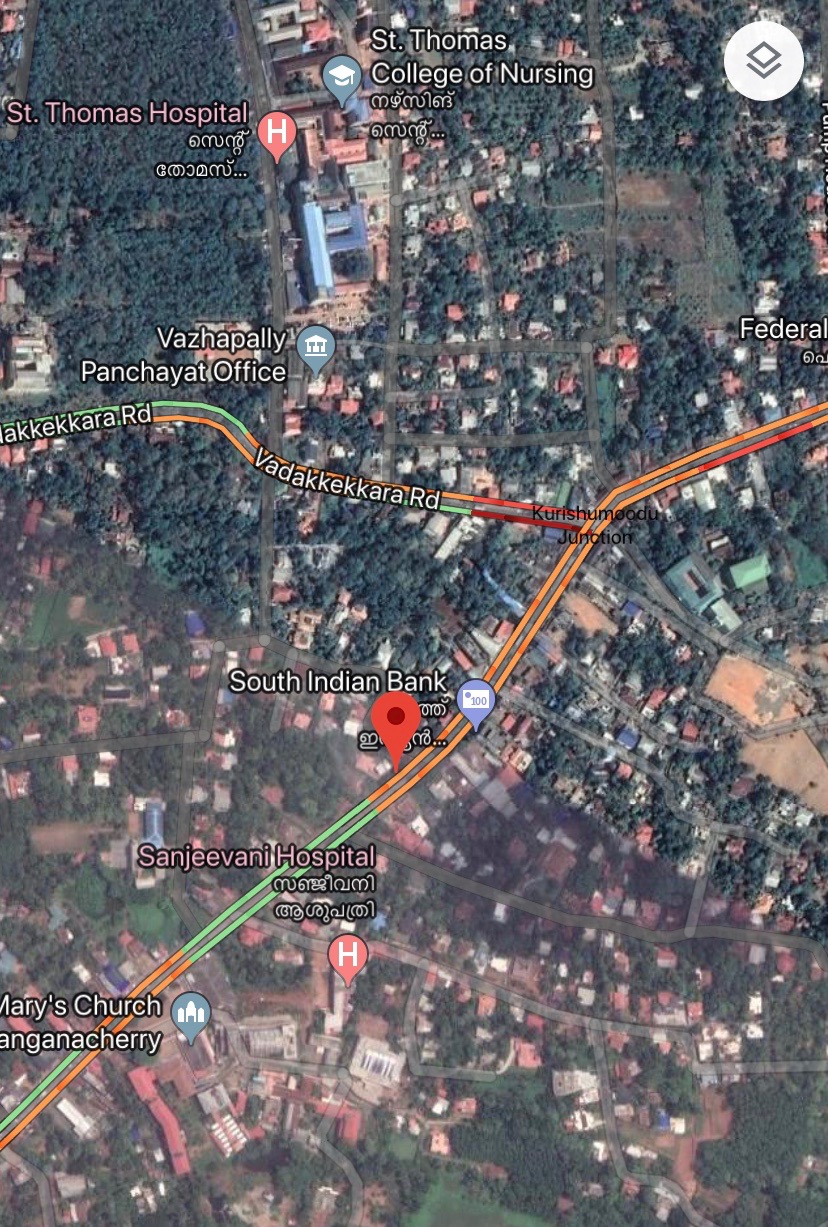 St. Thomas
College of Nursing
നഴ്സിങ്
സെന്റ്...
St. Thomas Hospital
സെന്റ്
തോമസ്...
Vazhapally
Panchayat Office
Federal
ഫെ
dakkekkara Rd
Vadakkekkara Rd
Kurishumoodu
Junction
South Indian Bank
100
Sanjeevani Hospital
സഞ്ജീവനി
ആശുപത്രി
H
H
Mary's Church
anganacherry